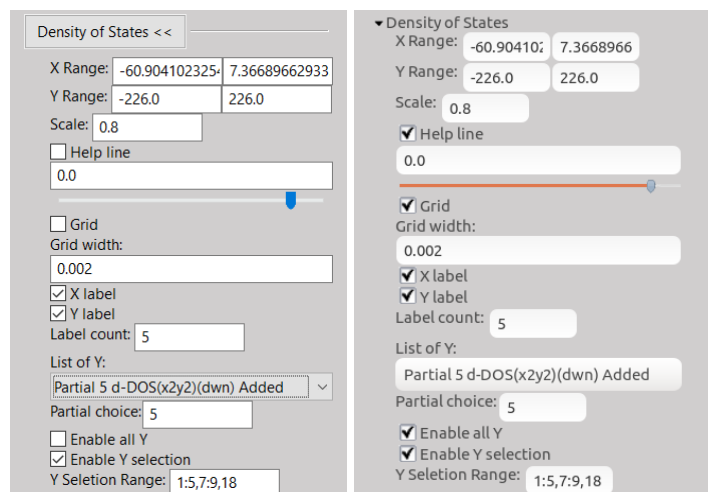 Density of States <<
X Range: -60.9041023254 7.36689662933
Y Range: -226.0 226.0
Scale: 0.8
Help line
0.0
Grid
Grid width:
0.002
X label
Y label
Label count: 5
List of Y:
Partial 5 d-DOS(x2y2)(dwn) Added
Partial choice: 5
Enable all Y
Enable Y selection
Y Seletion Range: 1:5,7:9,18
Density of States
X Range: -60.904102 7.3668966
Y Range: -226.0 226.0
Scale: 0.8
Help line
0.0
Grid
Grid width:
0.002
X label
Y label
Label count: 5
List of Y:
Partial 5 d-DOS(x2y2)(dwn) Added
Partial choice: 5
Enable all Y
Enable Y selection
Y Seletion Range: 1:5,7:9,18